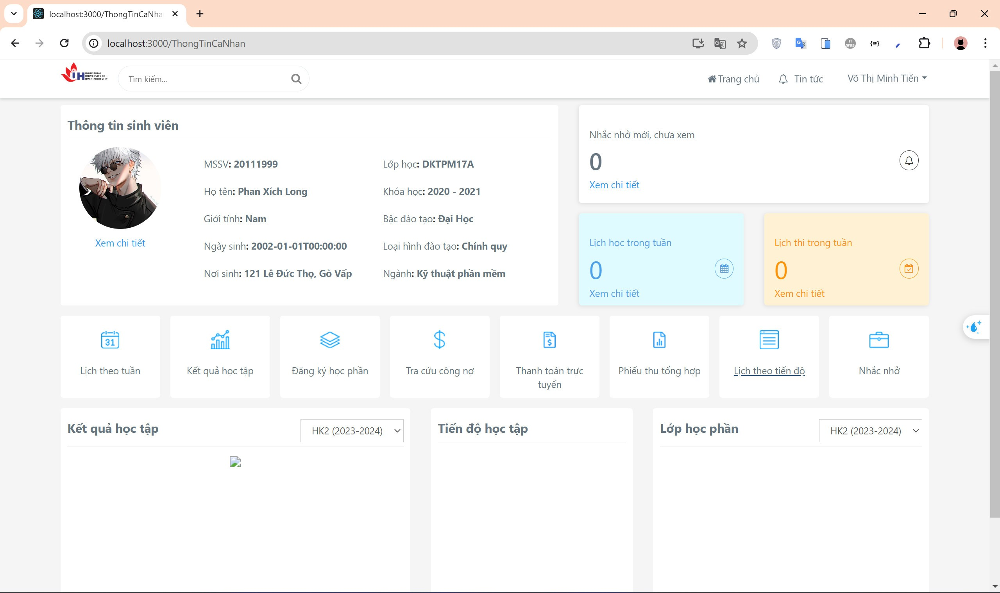 localhost:3000/ThongTinCaNha
localhost:3000/ThongTinCaNhan
YT SPEED
IUH INDUSTRIAL
UNIVERSITY OF
HOCHIMINH CITY
Tìm kiếm...
Trang chủ
Tin tức
Võ Thị Minh Tiến
Thông tin sinh viên
MSSV: 20111999
Lớp học: DKTPM17A
Họ tên: Phan Xích Long
Khóa học: 2020 - 2021
Giới tính: Nam
Bậc đào tạo: Đại Học
Ngày sinh: 2002-01-01T00:00:00
Loại hình đào tạo: Chính quy
Nơi sinh: 121 Lê Đức Thọ, Gò Vấp
Ngành: Kỹ thuật phần mềm
Xem chi tiết
Nhắc nhở mới, chưa xem
0
Xem chi tiết
Lịch học trong tuần
0
Xem chi tiết
Lịch thi trong tuần
0
Xem chi tiết
31
Lịch theo tuần
Kết quả học tập
Đăng ký học phần
Tra cứu công nợ
Thanh toán trực
tuyến
Phiếu thu tổng hợp
Lịch theo tiến độ
Nhắc nhở
Kết quả học tập
HK2 (2023-2024)
Tiến độ học tập
Lớp học phần
HK2 (2023-2024)